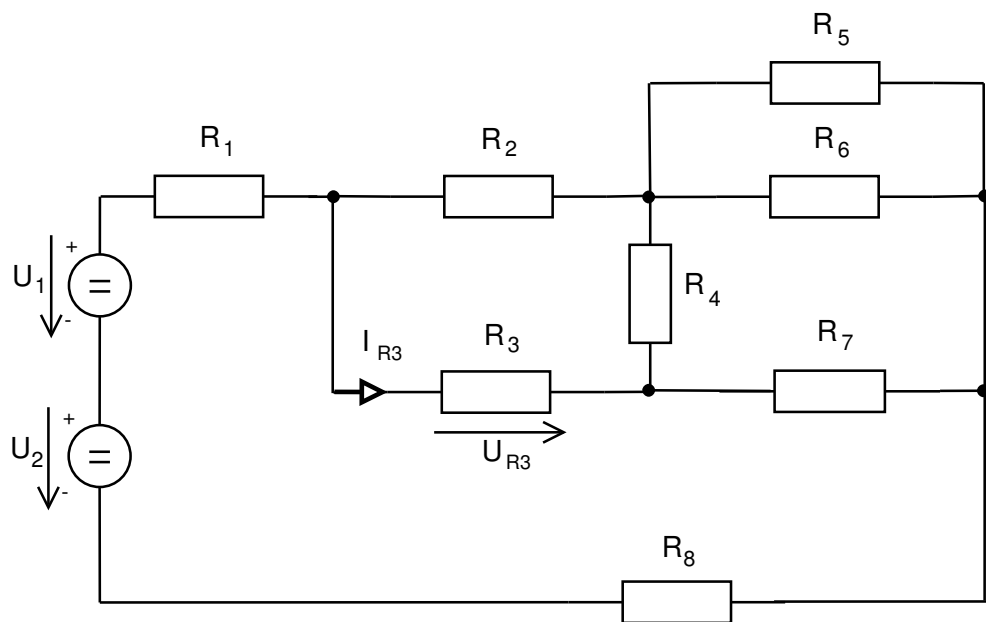 R5
R1
R2
R6
+
U1
=
-
R4
IR3
R3
R7
+
U2
=
-
UR3
R8